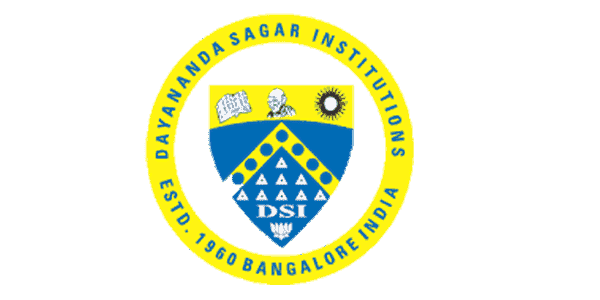 DAYANANDA SAGAR INSTITUTIONS
DSI
ESTD. 1960 BANGALORE INDIA